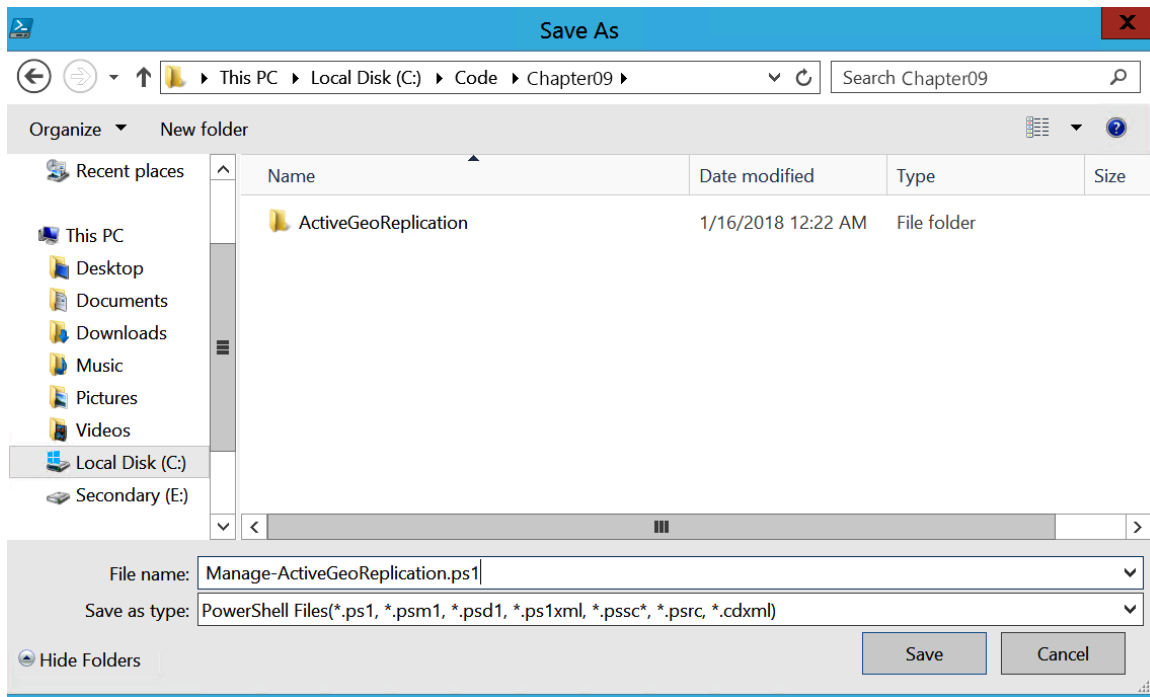 Save As
X
This PC Local Disk (C:) Code Chapter09
Search Chapter09
Organize New folder
?
Recent places
This PC
Desktop
Documents
Downloads
Music
Pictures
Videos
Local Disk (C:)
Secondary (E:)
Name Date modified Type Size
ActiveGeoReplication 1/16/2018 12:22 AM File folder
File name: Manage-ActiveGeoReplication.ps1
Save as type: PowerShell Files(*.ps1, *.psm1, *.psd1, *.ps1xml, *.pssc*, *.psrc, *.cdxml)
Hide Folders Save Cancel